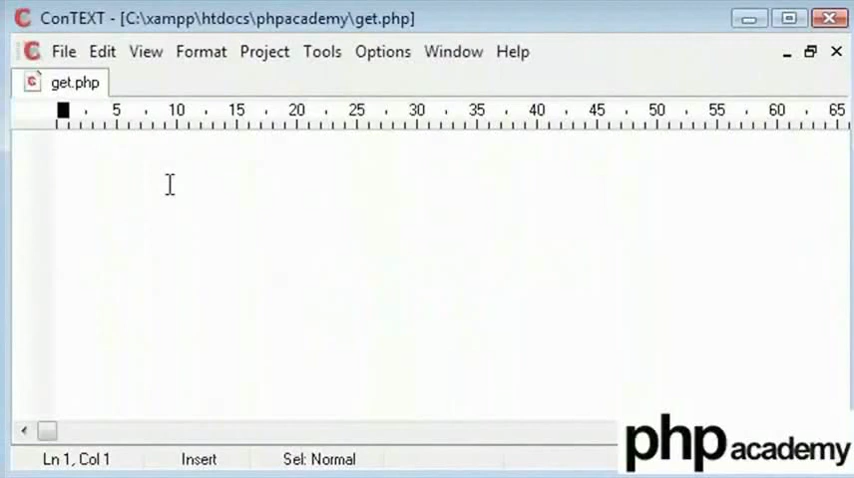 ConTEXT - [C:\xampp\htdocs\phpacademy\get.php]
File Edit View Format Project Tools Options Window Help
get.php
5 10 15 20 25 30 35 40 45 50 55 60 65
Ln 1, Col 1 Insert Sel: Normal
php academy